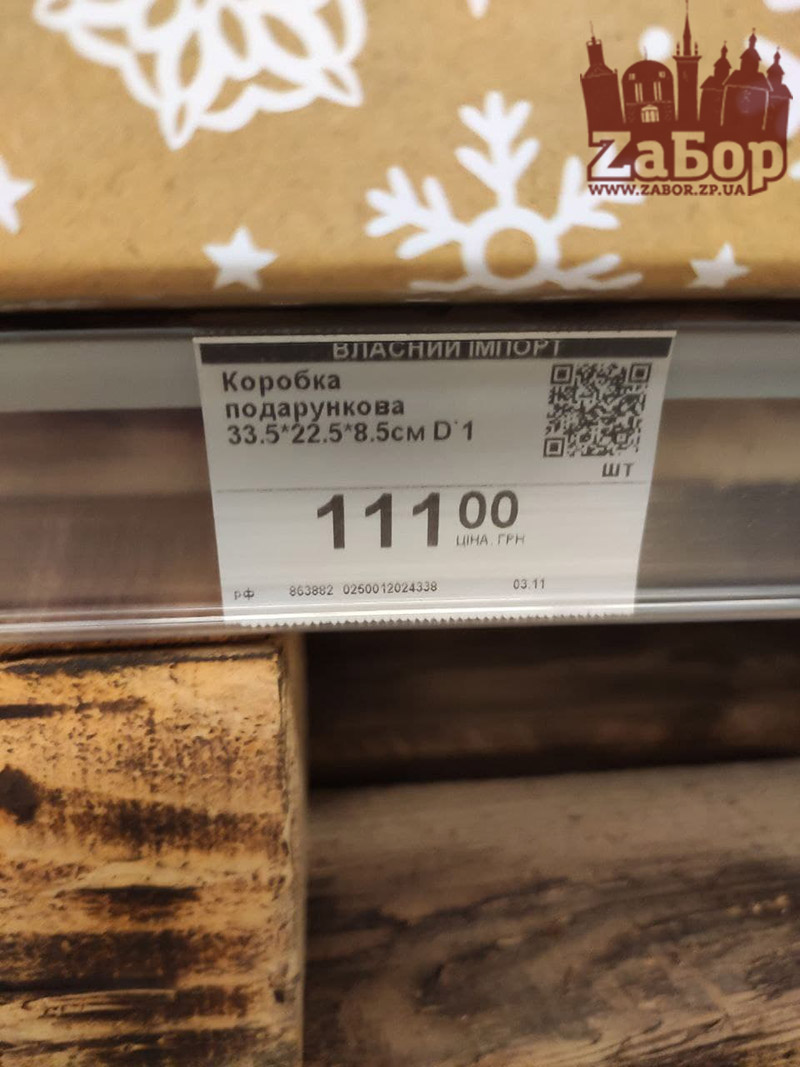 ZаБор
WWW.ZABOR.ZP.UA
ВЛАСНИЙ ІМПОРТ
Коробка
подарункова
33.5*22.5*8.5см D`1
шт
111 00
ЦІНА, ГРН
рф 863882 0250012024338 03.11